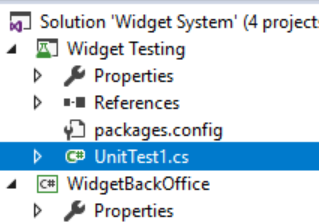 Solution 'Widget System' (4 projects
Widget Testing
Properties
References
packages.config
C# UnitTest1.cs
C# WidgetBackOffice
Properties